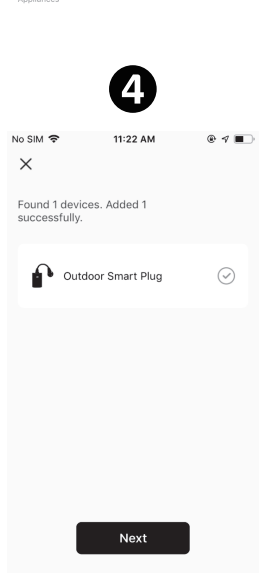 Appliances
4
No SIM 11:22 AM
Found 1 devices. Added 1
successfully.
Outdoor Smart Plug
Next